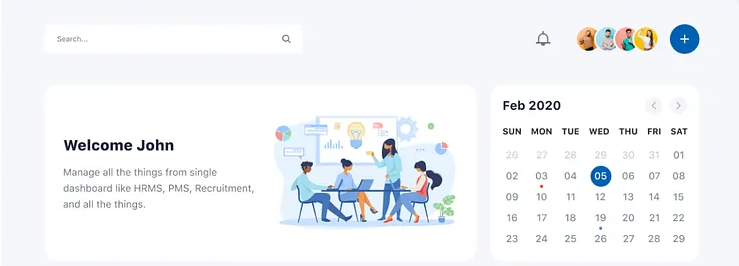 Search...
Welcome John
Manage all the things from single
dashboard like HRMS, PMS, Recruitment,
and all the things.
Feb 2020
SUN MON TUE WED THU FRI SAT
26 27 28 29 30 31 01
02 03 04 05 06 07 08
09 10 11 12 13 14 15
16 17 18 19 20 21 22
23 24 25 26 27 28 29